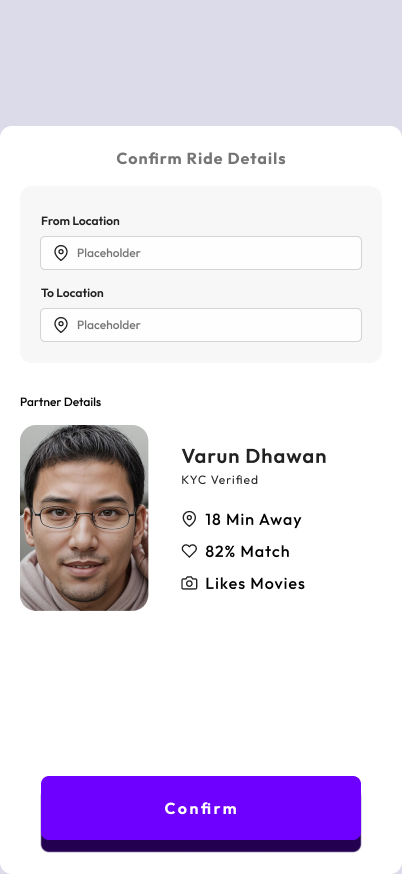 Confirm Ride Details
From Location
Placeholder
To Location
Placeholder
Partner Details
Varun Dhawan
KYC Verified
18 Min Away
82% Match
Likes Movies
Confirm